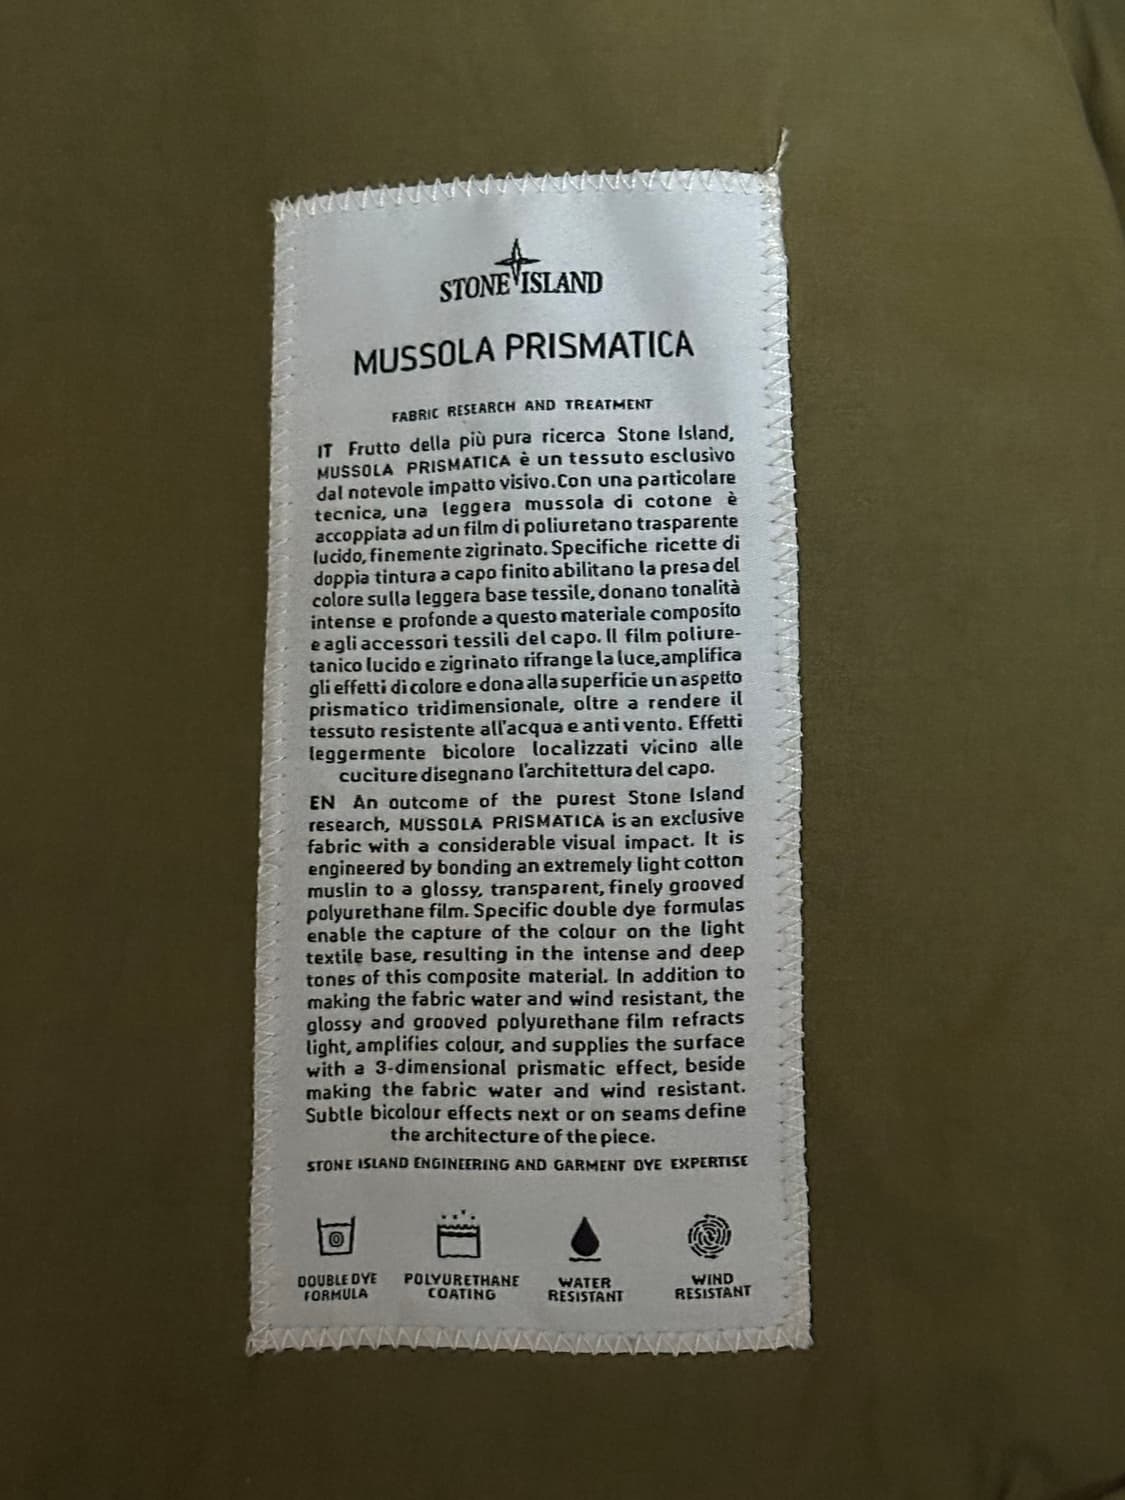 STONE ISLAND
MUSSOLA PRISMATICA
FABRIC RESEARCH AND TREATMENT
IT Frutto della più pura ricerca Stone Island,
MUSSOLA PRISMATICA è un tessuto esclusivo
dal notevole impatto visivo.Con una particolare
tecnica, una leggera mussola di cotone è
accoppiata ad un film di poliuretano trasparente
lucido, finemente zigrinato. Specifiche ricette di
doppia tintura a capo finito abilitano la presa del
colore sulla leggera base tessile, donano tonalità
intense e profonde a questo materiale composito
e agli accessori tessili del capo. Il film poliure-
tanico lucido e zigrinato rifrange la luce,amplifica
gli effetti di colore e dona alla superficie un aspetto
prismatico tridimensionale, oltre a rendere il
tessuto resistente all'acqua e anti vento. Effetti
leggermente bicolore localizzati vicino alle
cuciture disegnano l'architettura del capo.
EN An outcome of the purest Stone Island
research, MUSSOLA PRISMATICA is an exclusive
fabric with a considerable visual impact. It is
engineered by bonding an extremely light cotton
muslin to a glossy, transparent, finely grooved
polyurethane film. Specific double dye formulas
enable the capture of the colour on the light
textile base, resulting in the intense and deep
tones of this composite material. In addition to
making the fabric water and wind resistant, the
glossy and grooved polyurethane film refracts
light, amplifies colour, and supplies the surface
with a 3-dimensional prismatic effect, beside
making the fabric water and wind resistant.
Subtle bicolour effects next or on seams define
the architecture of the piece.
STONE ISLAND ENGINEERING AND GARMENT DYE EXPERTISE
DOUBLE DYE POLYURETHANE WATER WIND
FORMULA COATING RESISTANT RESISTANT